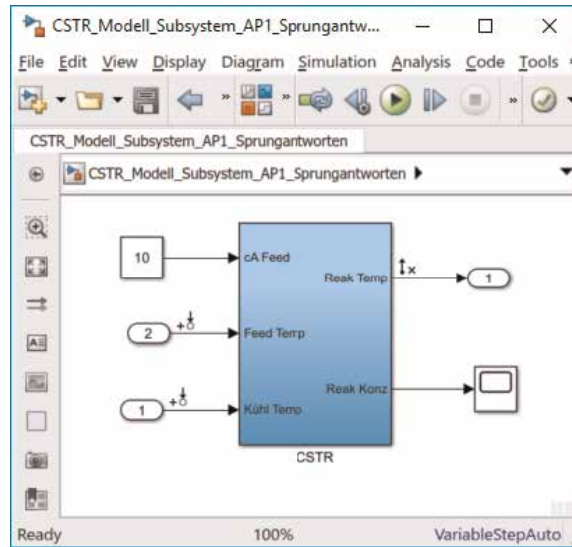 CSTR_Modell_Subsystem_AP1_Sprungantw...
File Edit View Display Diagram Simulation Analysis Code Tools
CSTR_Modell_Subsystem_AP1_Sprungantworten
CSTR_Modell_Subsystem_AP1_Sprungantworten
10
cA Feed
Reak Temp
1
2
Feed Temp
Reak Konz
1
Kühl Temp
CSTR
Ready 100% VariableStepAuto